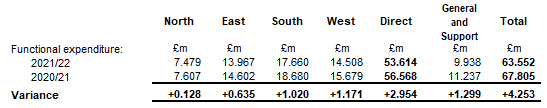 General
and
North East South West Direct Support Total
Functional expenditure: £m £m £m £m £m £m £m
2021/22 7.479 13.967 17.660 14.508 53.614 9.938 63.552
2020/21 7.607 14.602 18.680 15.679 56.568 11.237 67.805
Variance +0.128 +0.635 +1.020 +1.171 +2.954 +1.299 +4.253